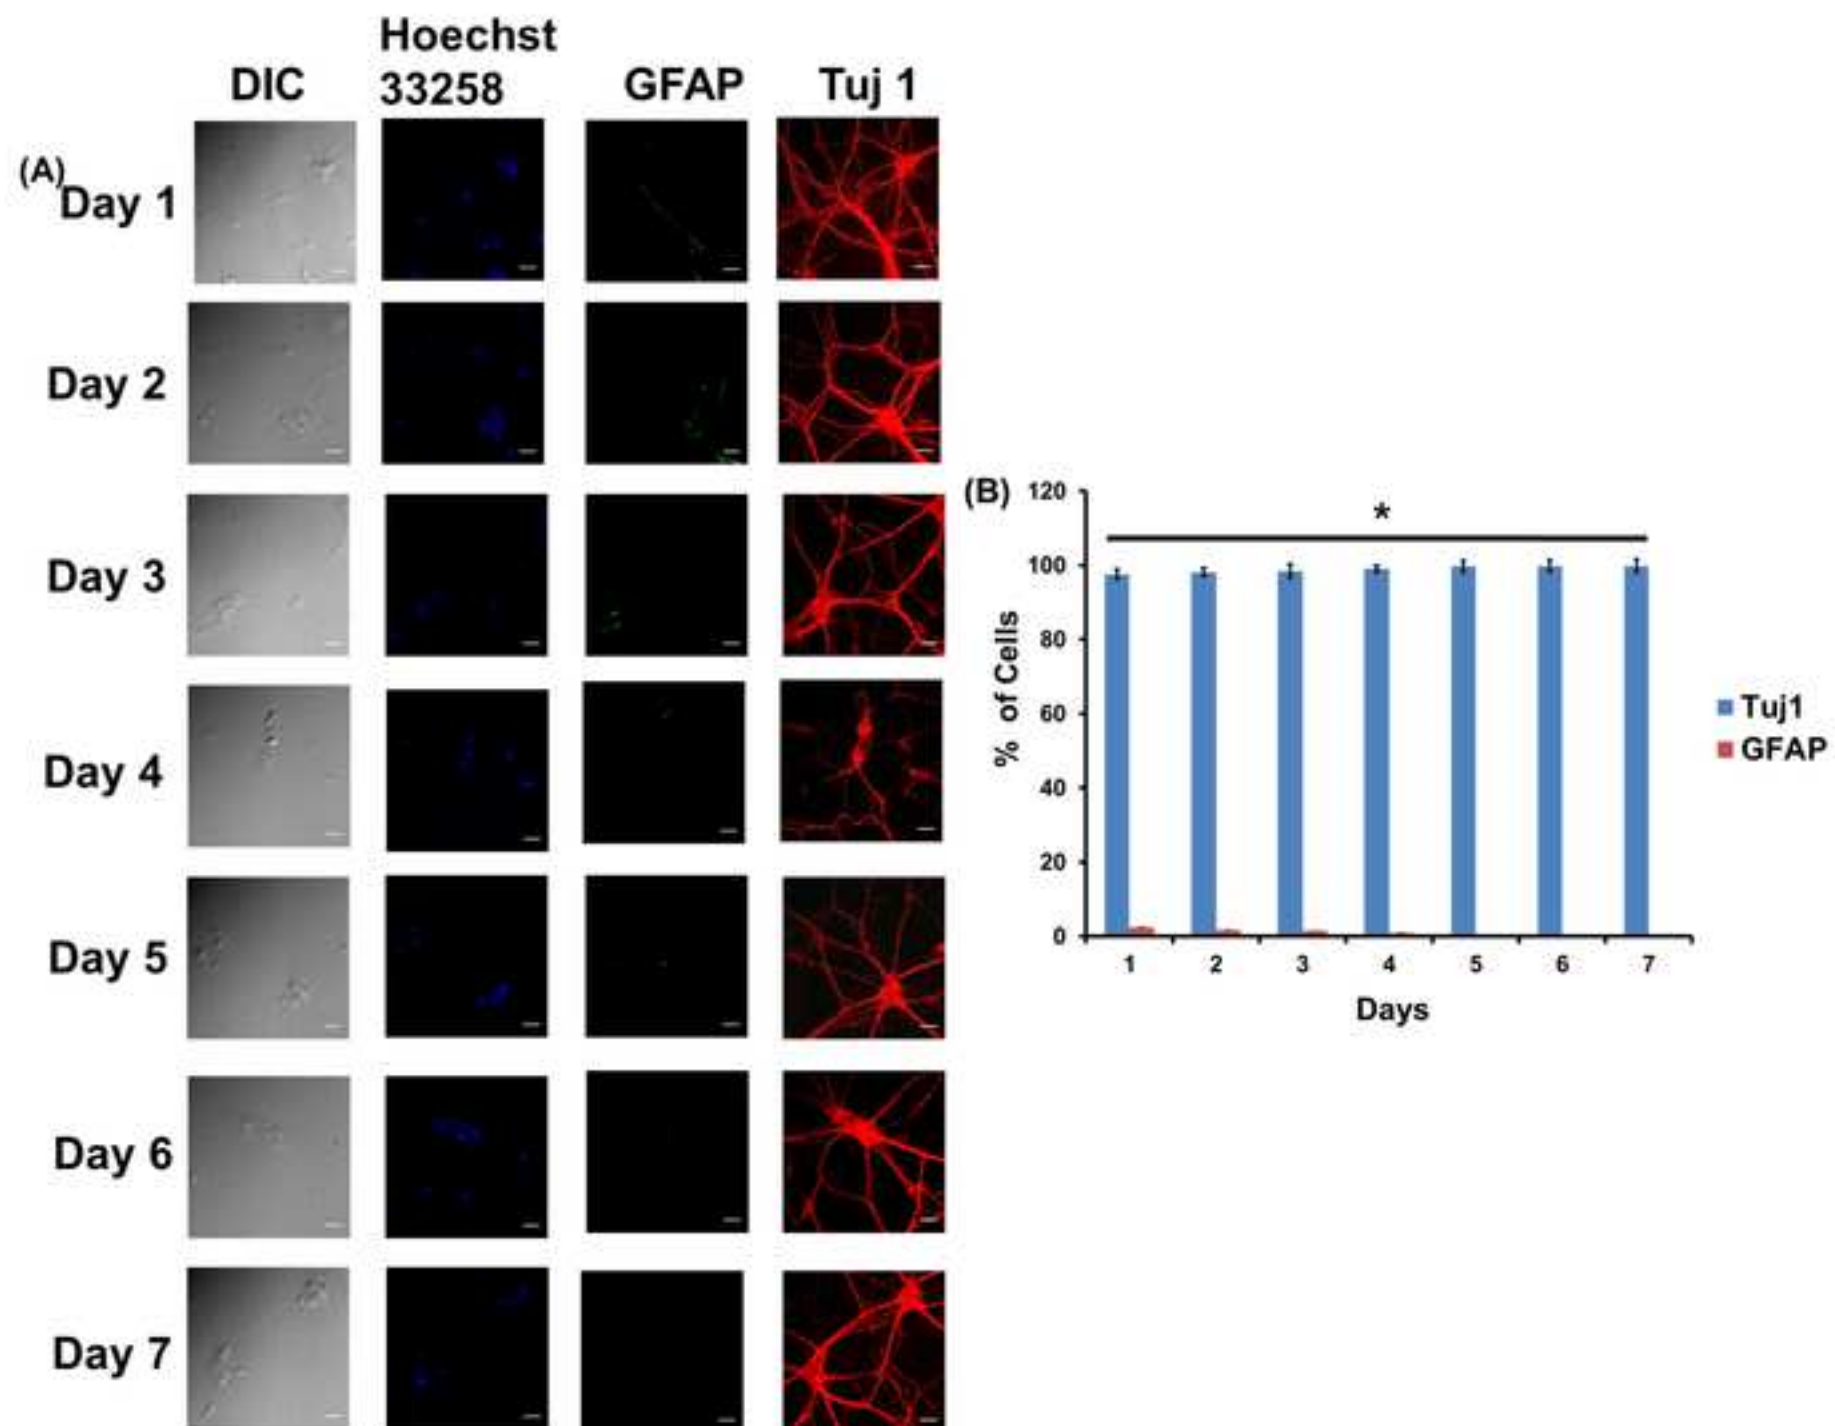 Hoechst
DIC 33258 GFAP Tuj 1
(A)
Day 1
Day 2
Day 3
Day 4
Day 5
Day 6
Day 7
(B)
*
120
100
80
60
40
20
0
% of Cells
1 2 3 4 5 6 7
Days
Tuj1
GFAP